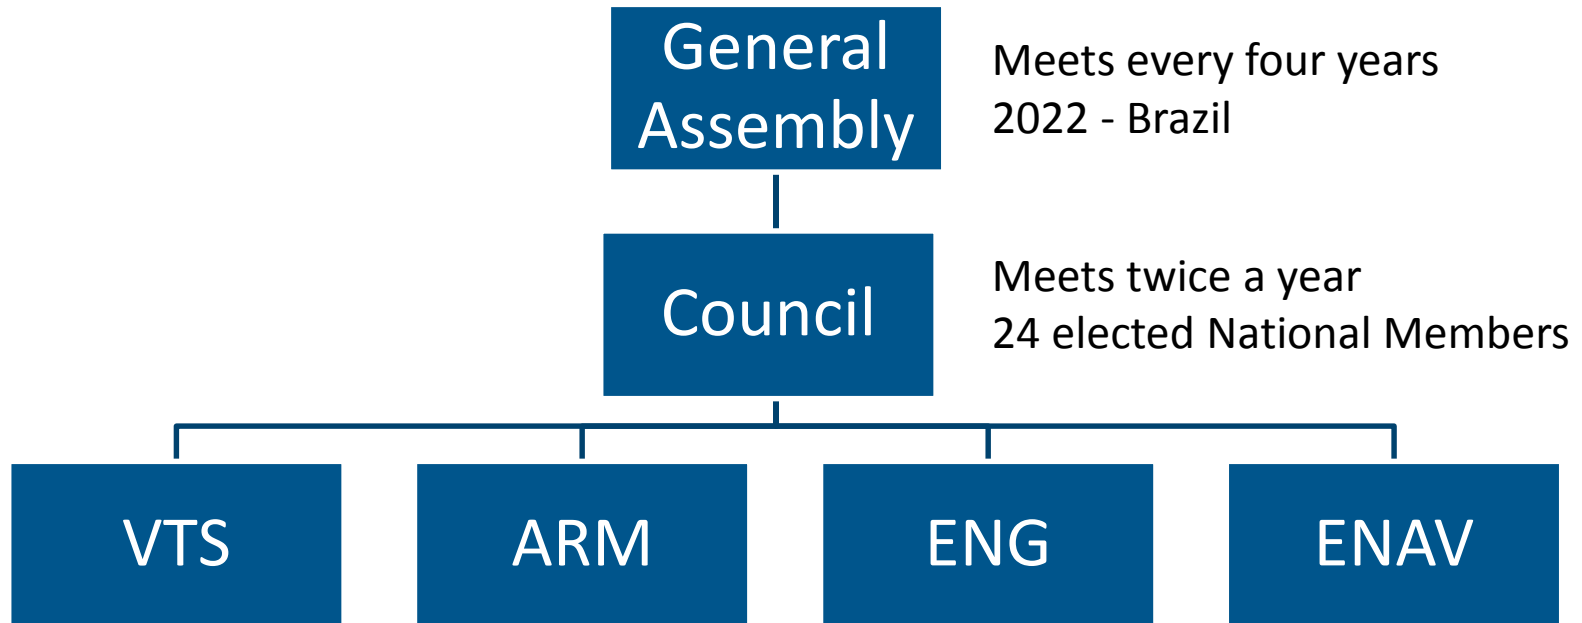 General
Assembly
Meets every four years
2022 - Brazil
Council
Meets twice a year
24 elected National Members
VTS
ARM
ENG
ENAV